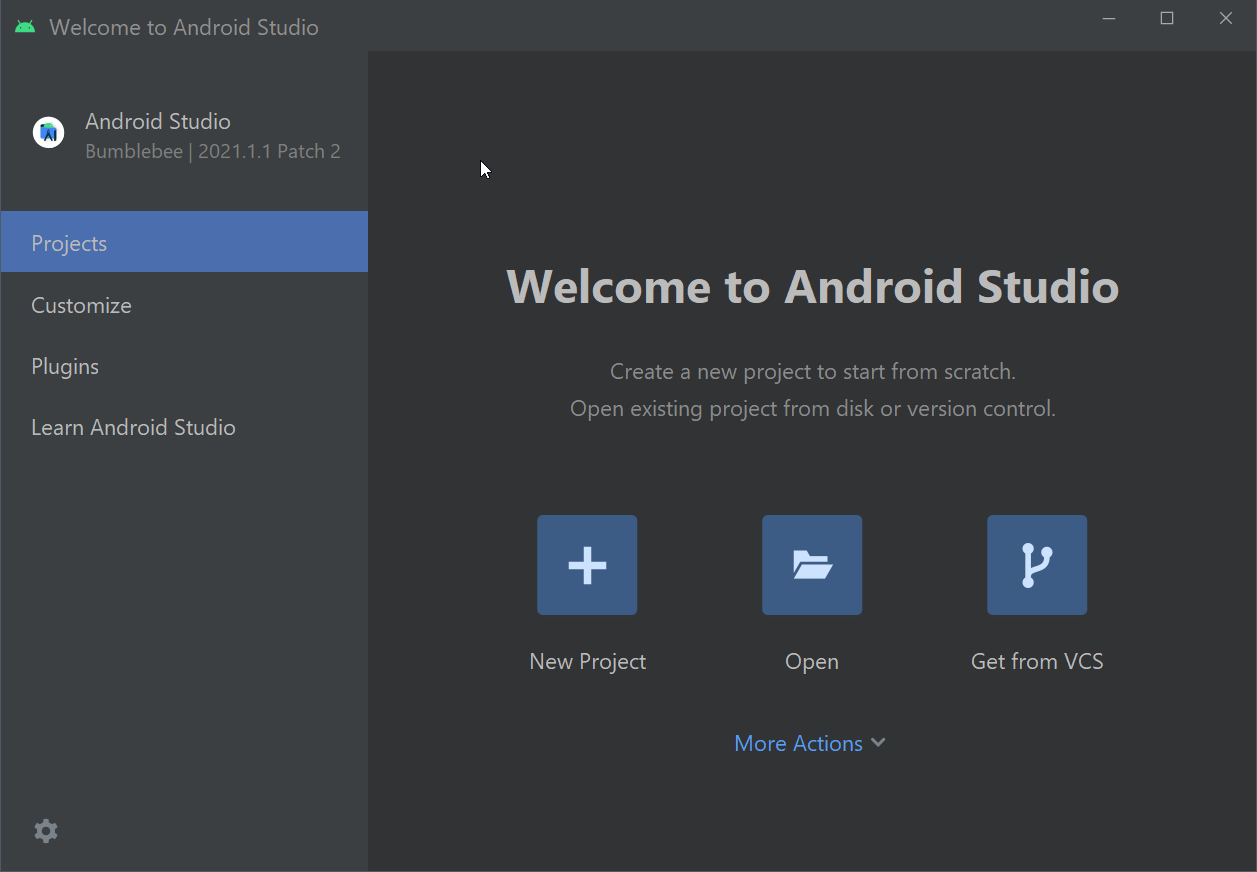 Welcome to Android Studio
Android Studio
Bumblebee | 2021.1.1 Patch 2
Projects
Customize
Plugins
Learn Android Studio
Welcome to Android Studio
Create a new project to start from scratch.
Open existing project from disk or version control.
New Project
Open
Get from VCS
More Actions